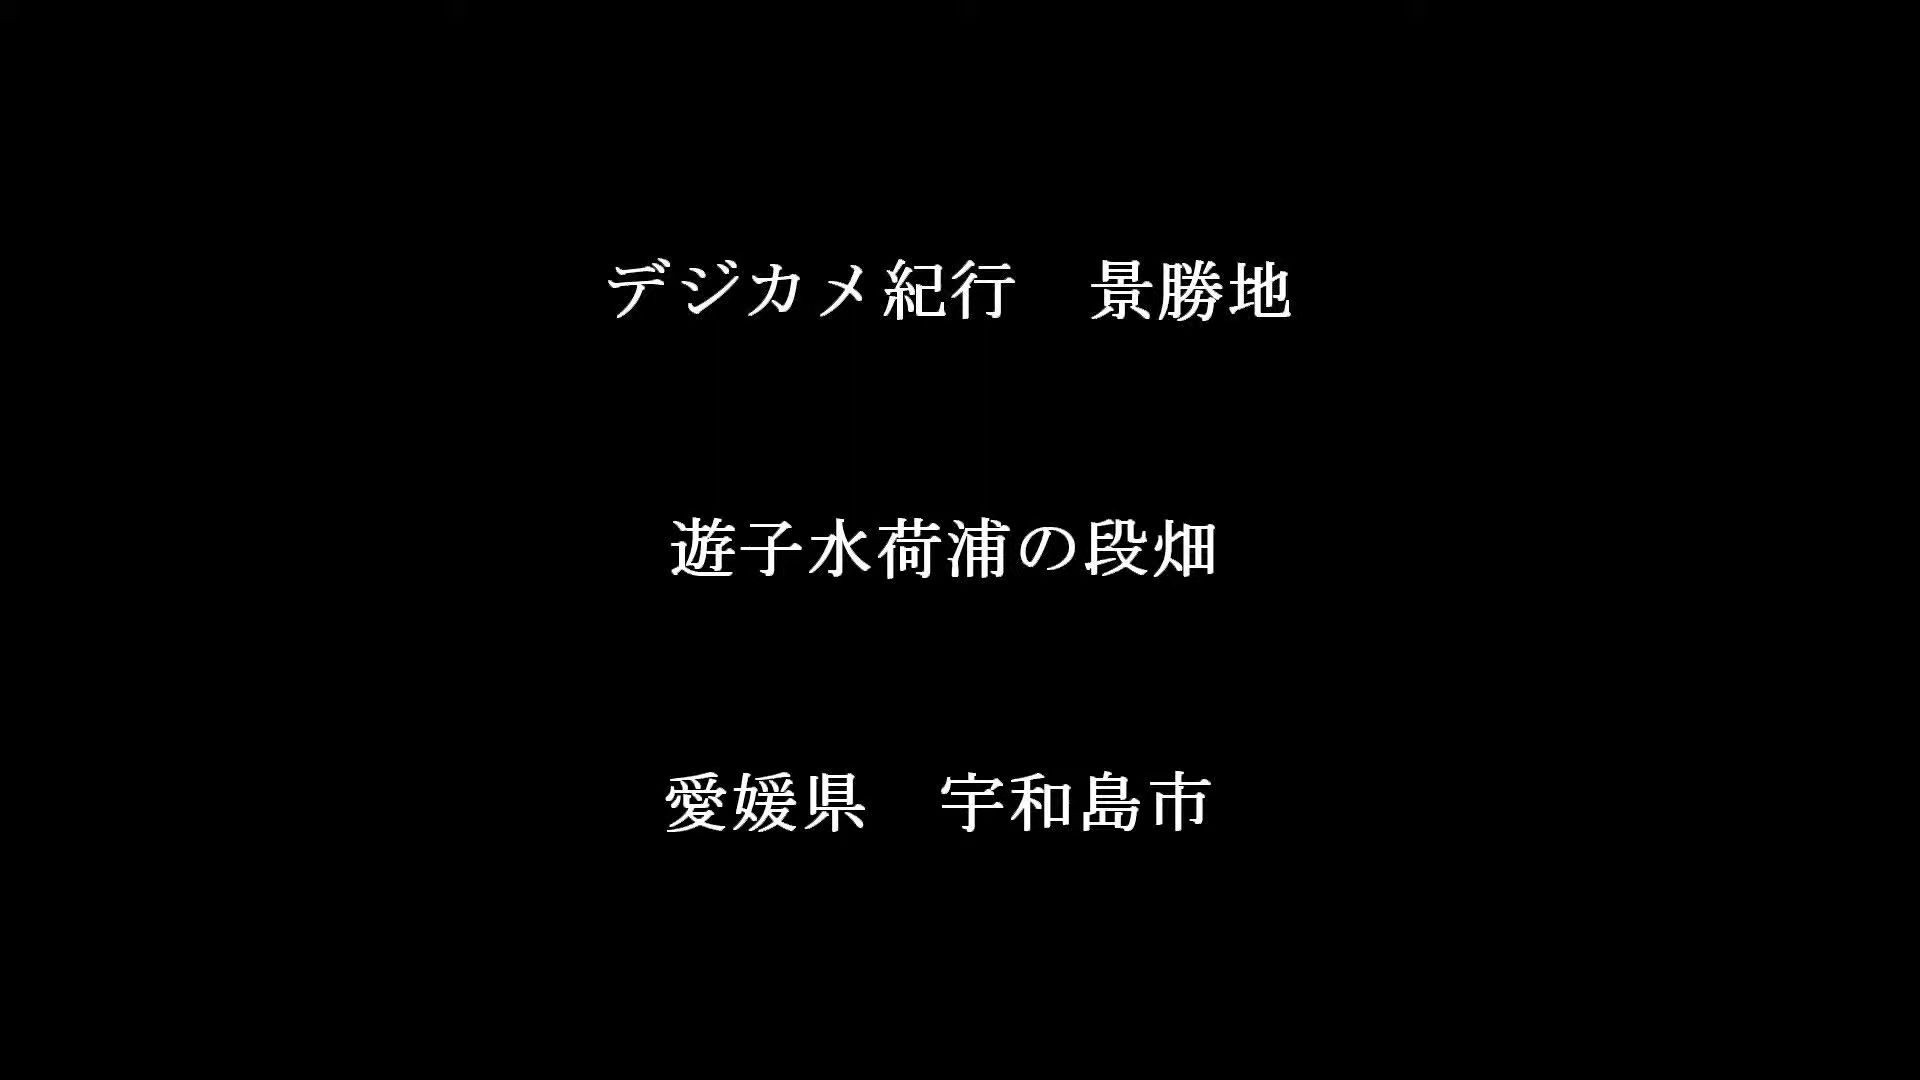 デジカメ紀行　景勝地
遊子水荷浦の段畑
愛媛県　宇和島市